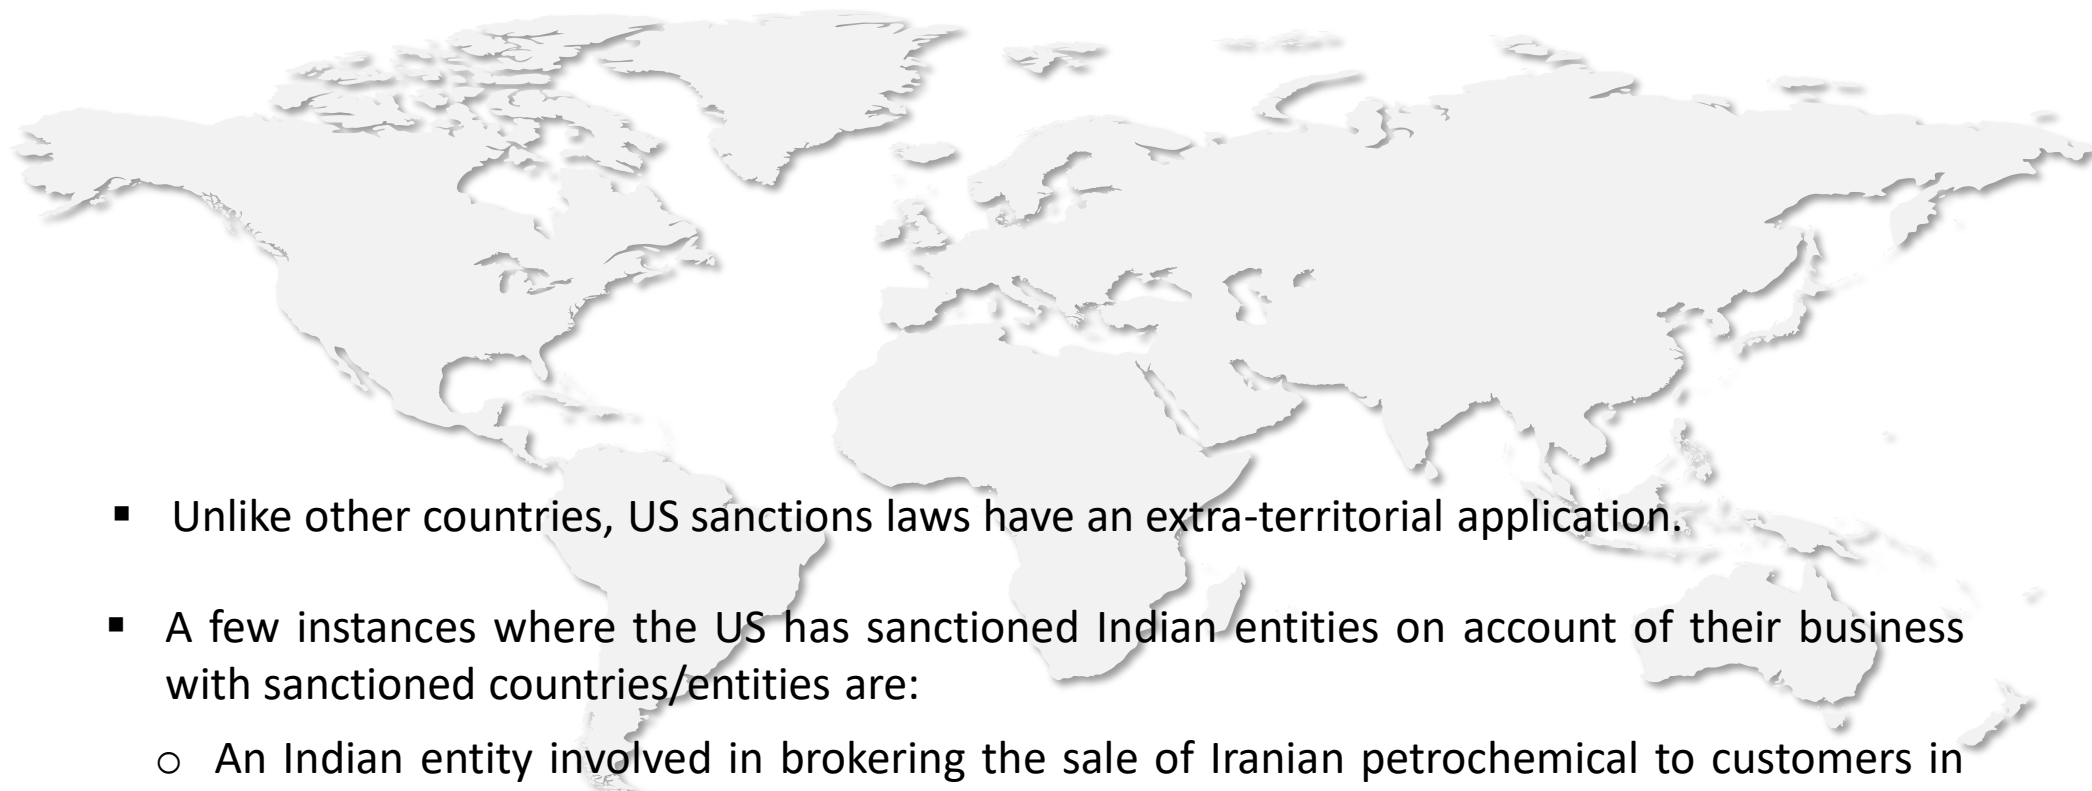 ▪ Unlike other countries, US sanctions laws have an extra-territorial application.
▪ A few instances where the US has sanctioned Indian entities on account of their business
with sanctioned countries/entities are:
o An Indian entity involved in brokering the sale of Iranian petrochemical to customers in